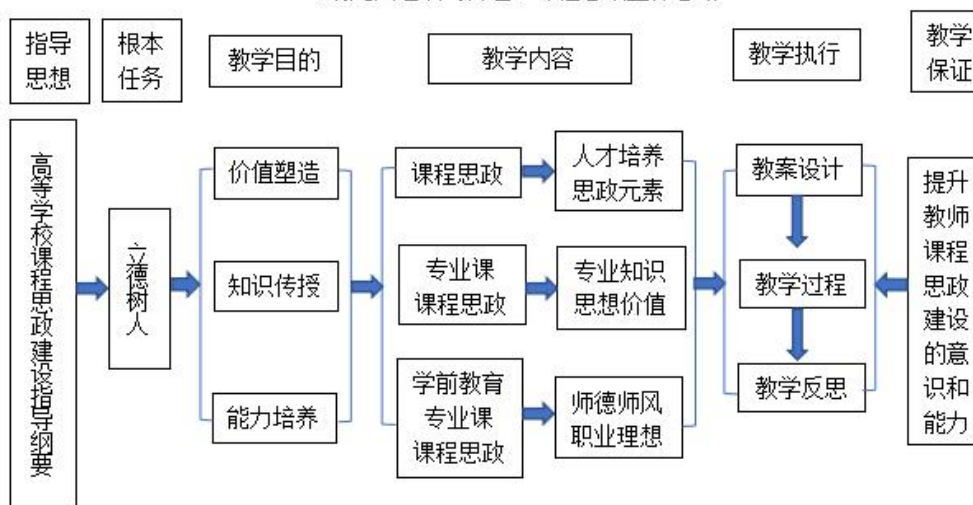 指导
思想
根本
任务
教学目的
教学内容
教学执行
教学
保证
高等学校课程思政建设指导纲要
立德树人
价值塑造
知识传授
能力培养
课程思政
专业课
课程思政
学前教育
专业课
课程思政
人才培养
思政元素
专业知识
思想价值
师德师风
职业理想
教案设计
教学过程
教学反思
提升
教师
课程
思政
建设
的意
识和
能力